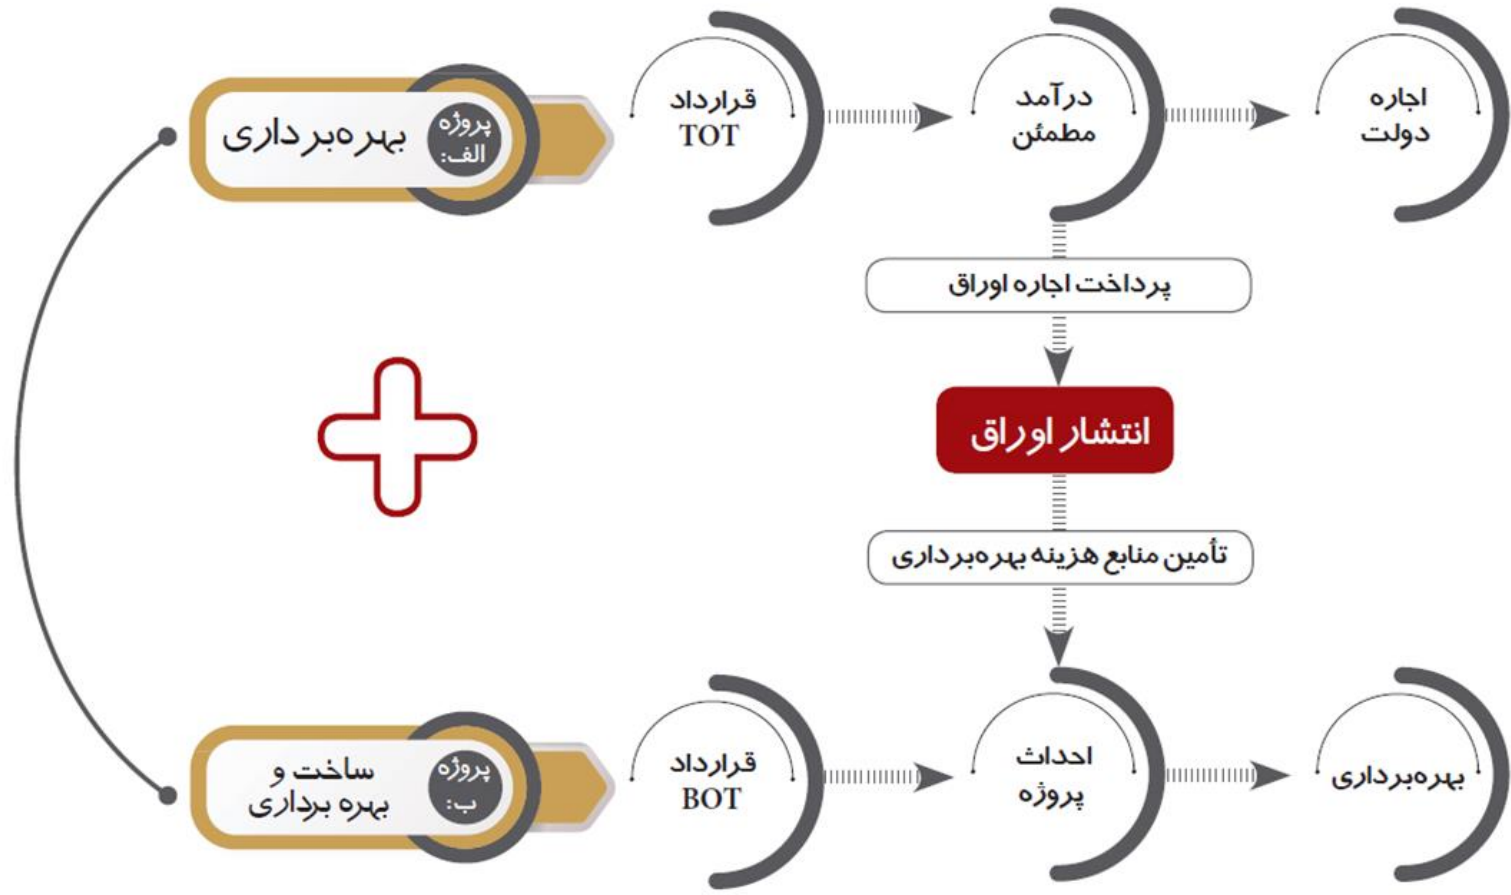 پروژه
الف:
بهره‌برداری
قرارداد
TOT
درآمد
مطمئن
اجاره
دولت
پرداخت اجاره اوراق
انتشار اوراق
تأمین منابع هزینه بهره‌برداری
پروژه
ب:
ساخت و
بهره برداری
قرارداد
BOT
احداث
پروژه
بهره‌برداری